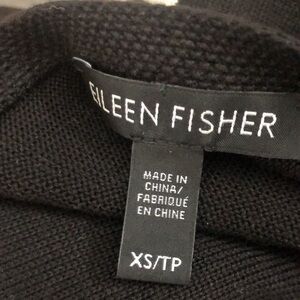 EILEEN FISHER
MADE IN
CHINA/
FABRIQUÉ
EN CHINE
XS/TP